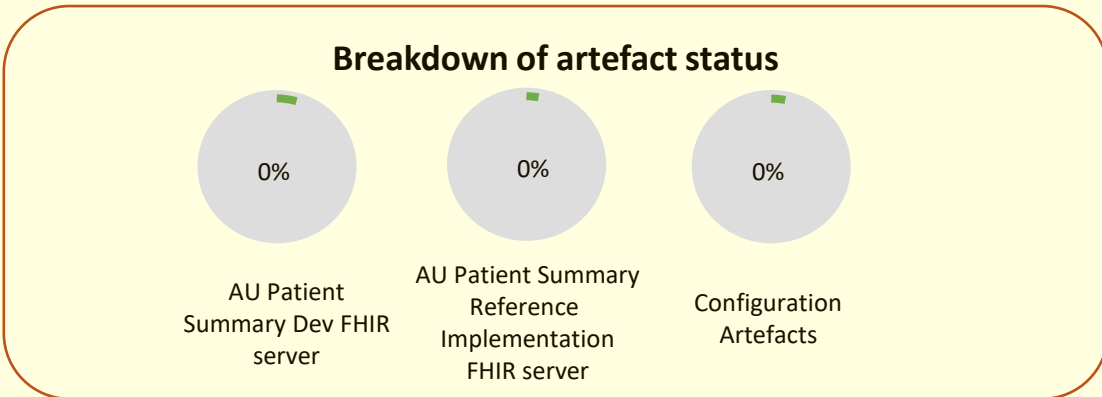 Breakdown of artefact status
0%
0%
0%
AU Patient
Summary Dev FHIR
server
AU Patient Summary
Reference
Implementation
FHIR server
Configuration
Artefacts